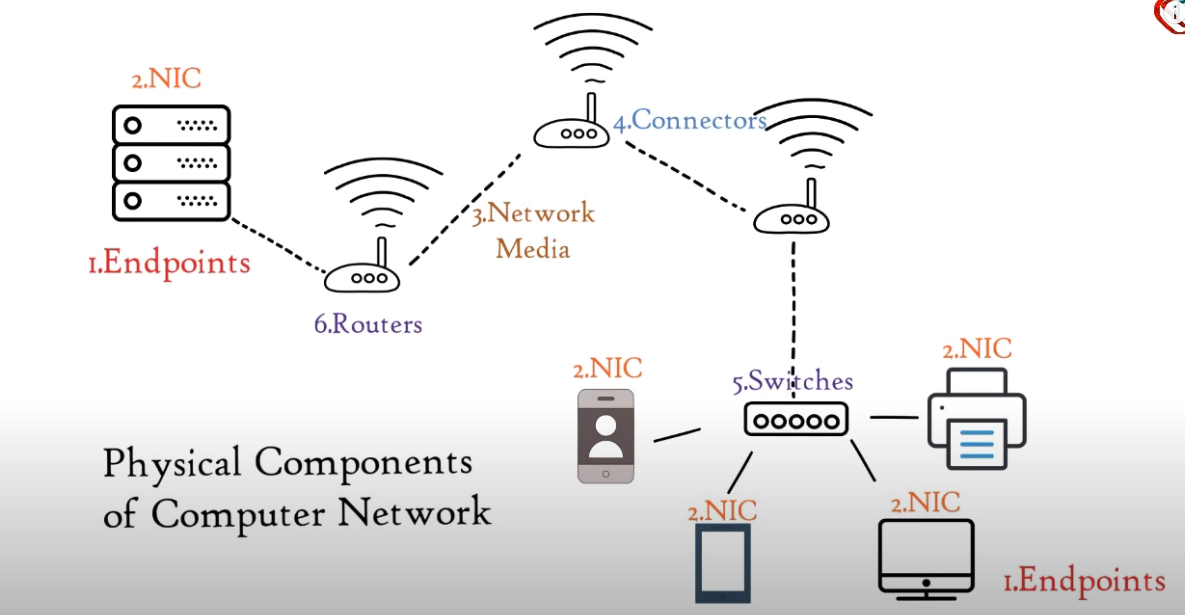 2.NIC
4.Connectors
3.Network
Media
1.Endpoints
6.Routers
2.NIC
2.NIC
5.Switches
Physical Components
of Computer Network
2.NIC
2.NIC
1.Endpoints